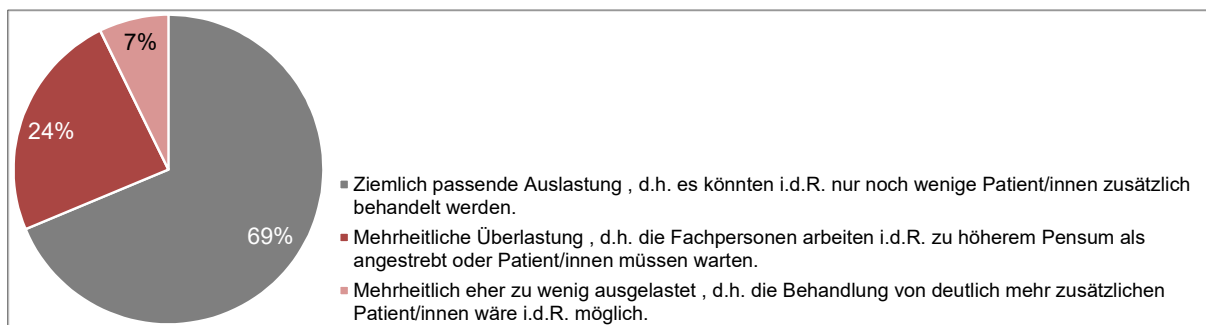 7%
24%
69%
Ziemlich passende Auslastung , d.h. es könnten i.d.R. nur noch wenige Patient/innen zusätzlich
behandelt werden.
Mehrheitliche Überlastung , d.h. die Fachpersonen arbeiten i.d.R. zu höherem Pensum als
angestrebt oder Patient/innen müssen warten.
Mehrheitlich eher zu wenig ausgelastet , d.h. die Behandlung von deutlich mehr zusätzlichen
Patient/innen wäre i.d.R. möglich.